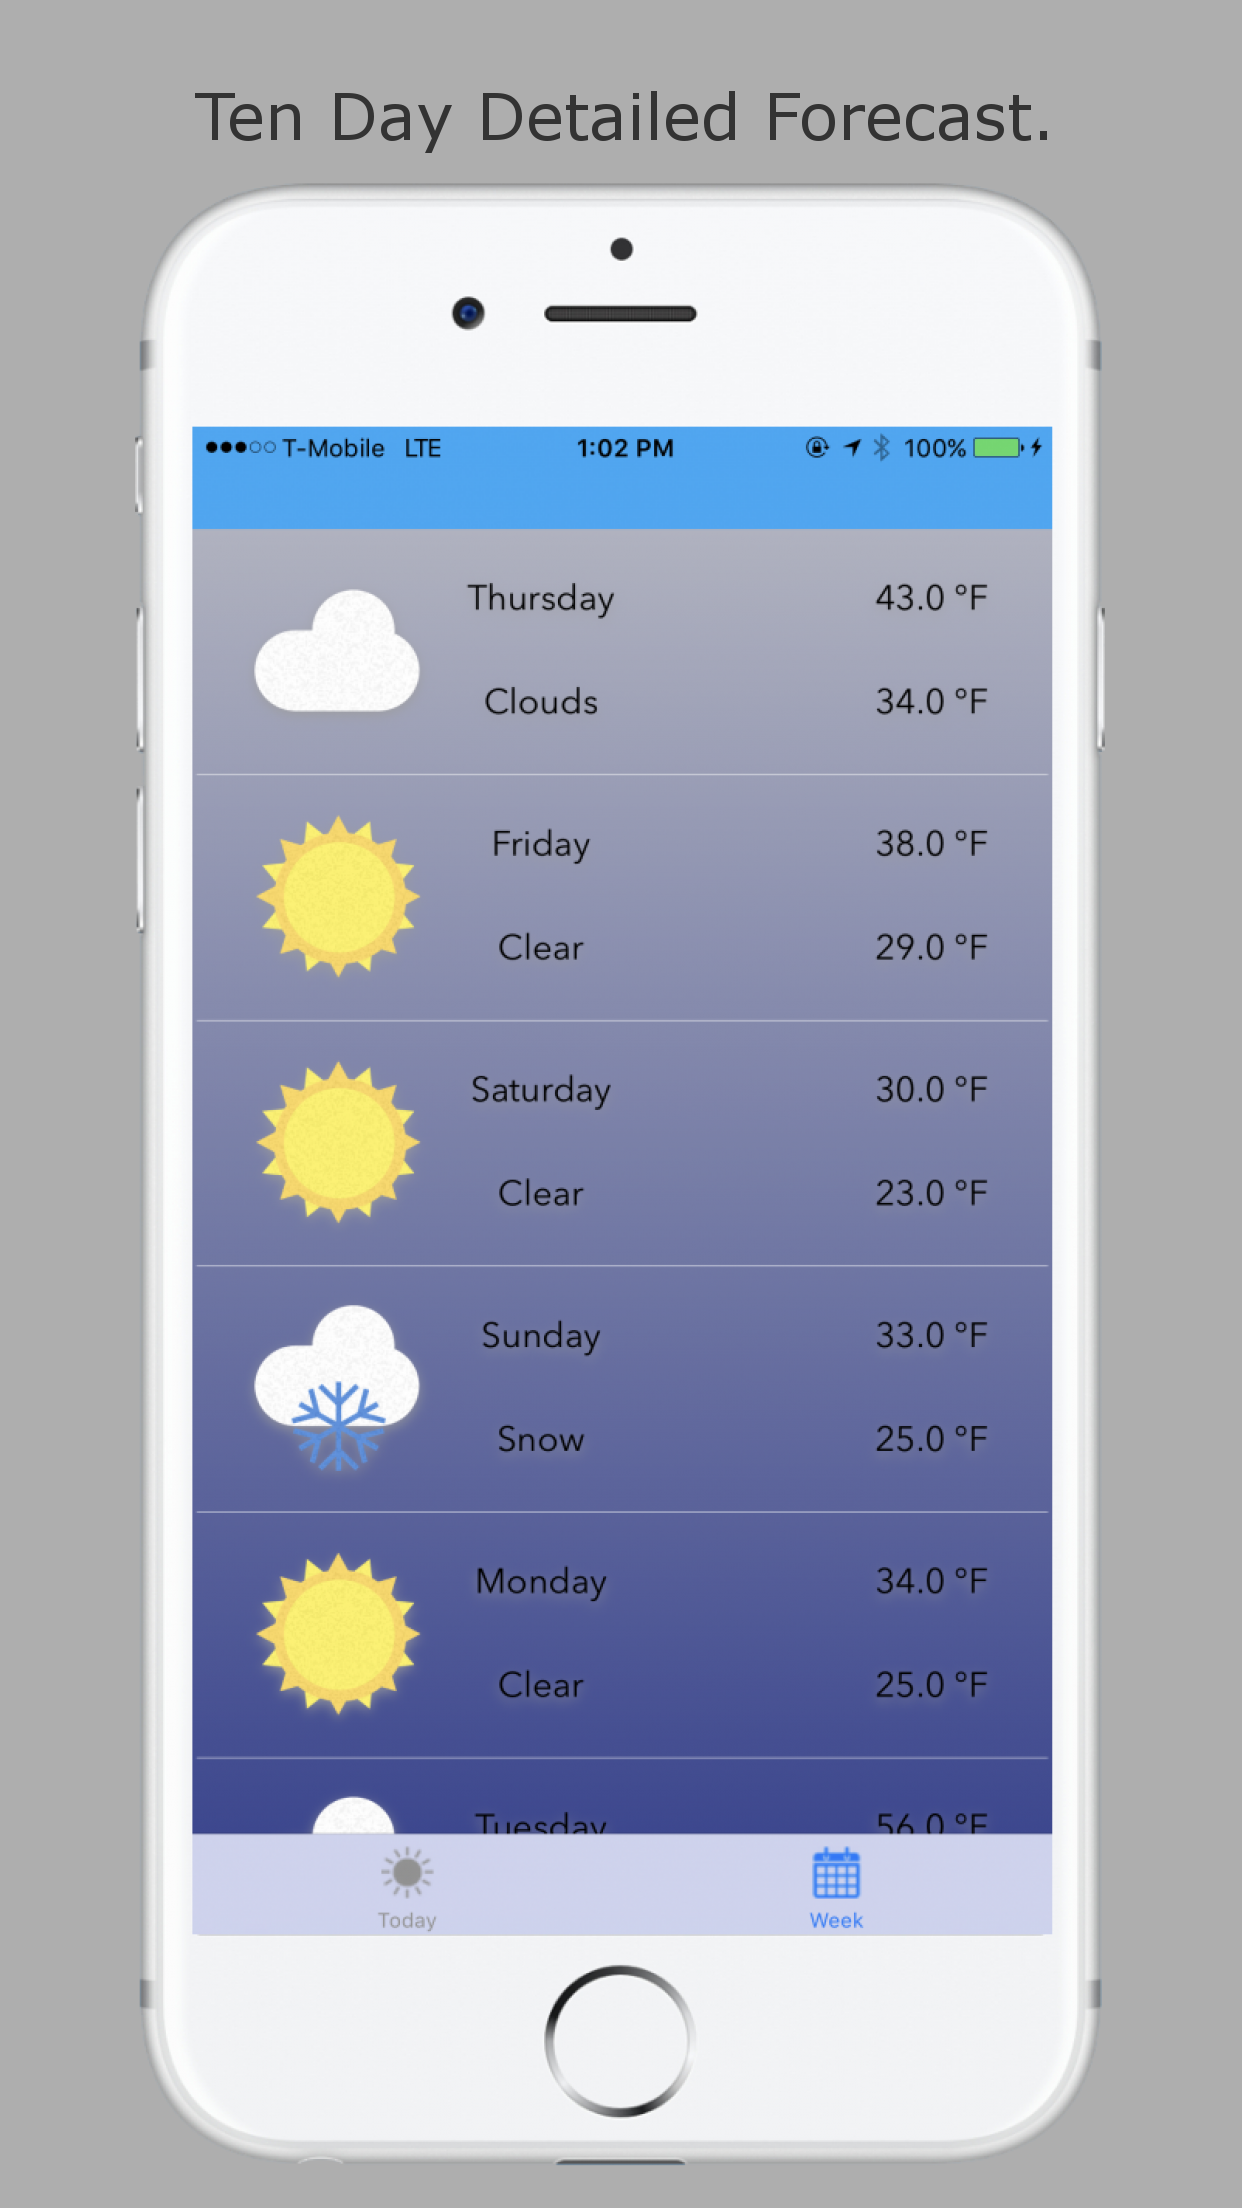 Ten Day Detailed Forecast.
T-Mobile LTE 1:02 PM 100%
Thursday 43.0 °F
Clouds 34.0 °F
Friday 38.0 °F
Clear 29.0 °F
Saturday 30.0 °F
Clear 23.0 °F
Sunday 33.0 °F
Snow 25.0 °F
Monday 34.0 °F
Clear 25.0 °F
Tuesday 56.0 °F
Today Week